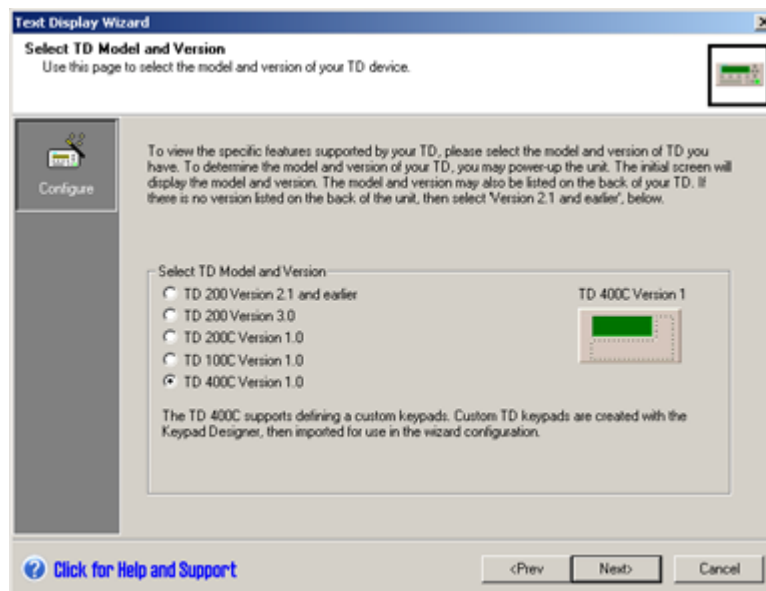 Text Display Wizard
Select TD Model and Version
Use this page to select the model and version of your TD device.
Configure
To view the specific features supported by your TD, please select the model and version of TD you
have. To determine the model and version of your TD, you may power-up the unit. The initial screen will
display the model and version. The model and version may also be listed on the back of your TD. If
there is no version listed on the back of the unit, then select 'Version 2.1 and earlier', below.
Select TD Model and Version
TD 200 Version 2.1 and earlier
TD 200 Version 3.0
TD 200C Version 1.0
TD 100C Version 1.0
TD 400C Version 1.0
TD 400C Version 1
The TD 400C supports defining a custom keypads. Custom TD keypads are created with the
Keypad Designer, then imported for use in the wizard configuration.
Click for Help and Support
<Prev
Next>
Cancel